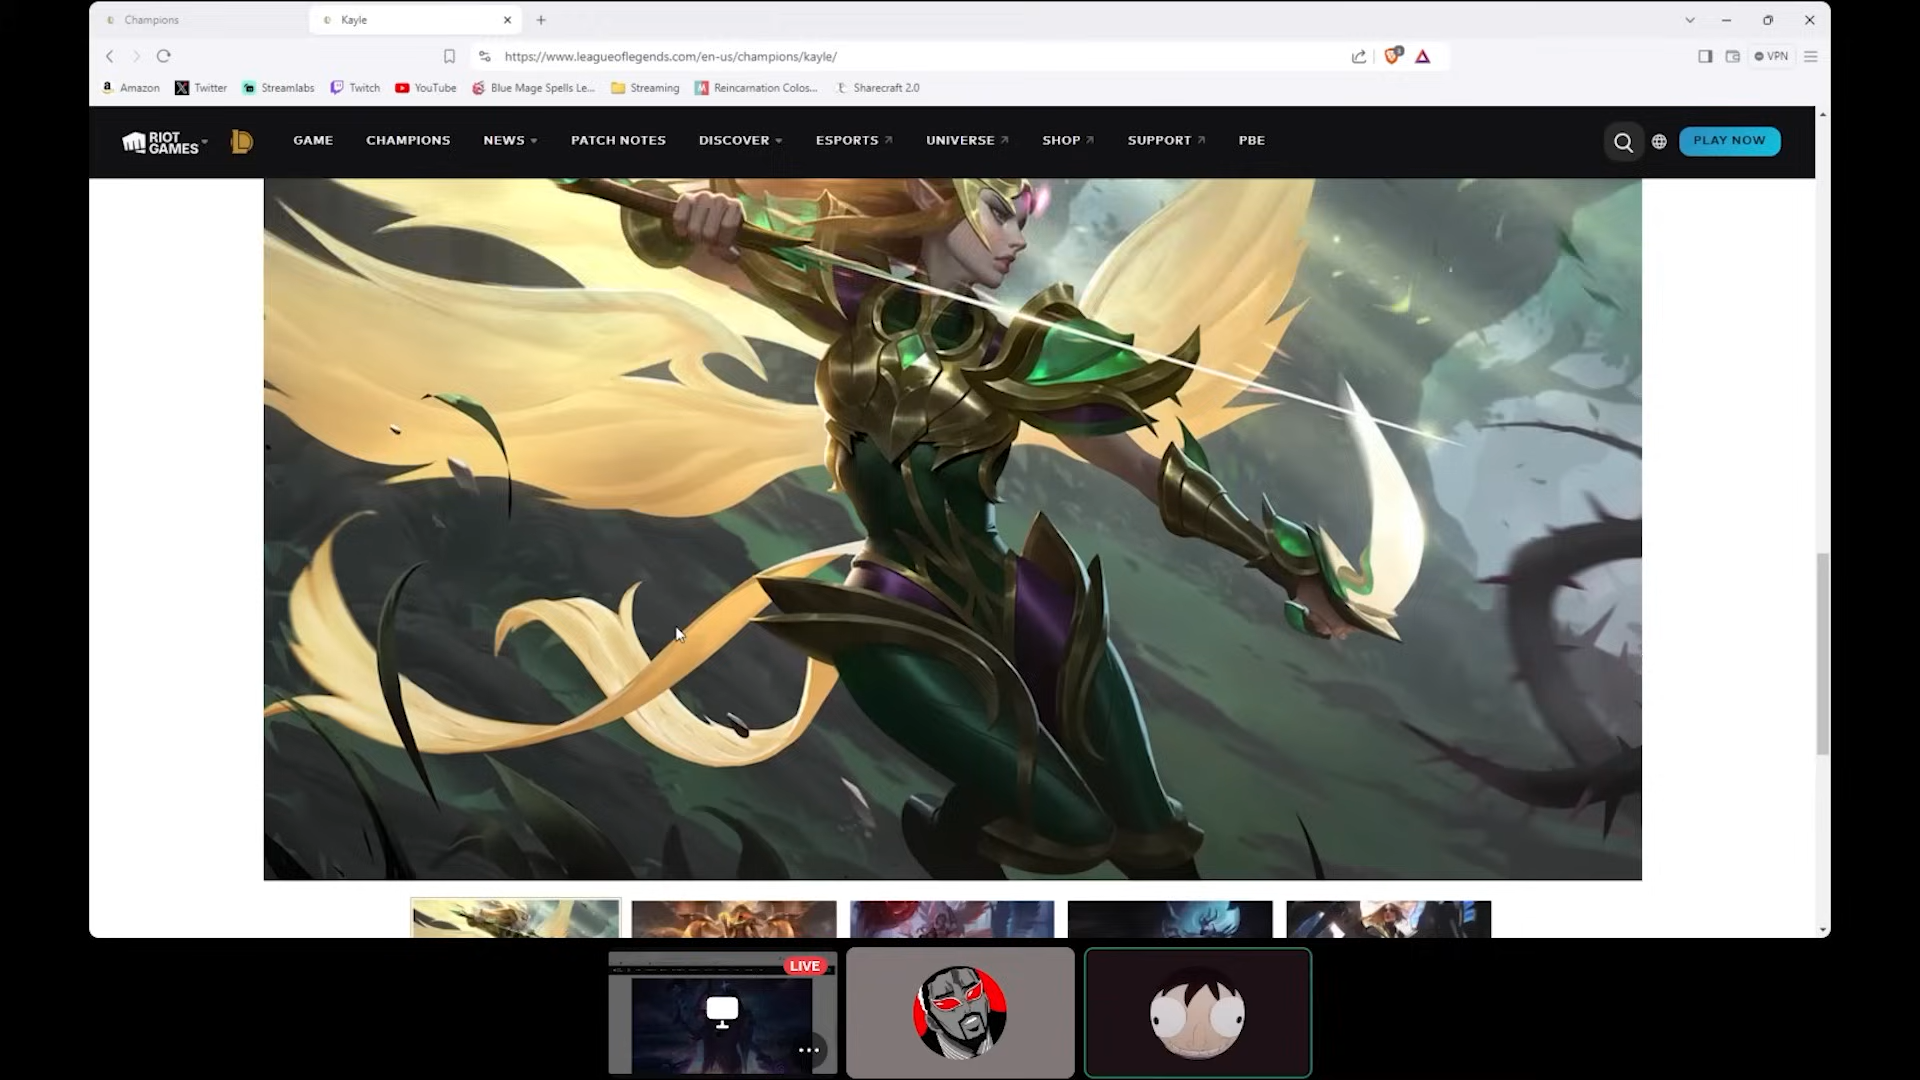 Champions
Kayle
https://www.leagueoflegends.com/en-us/champions/kayle/
VPN
Amazon
Twitter
Streamlabs
Twitch
YouTube
Blue Mage Spells Le...
Streaming
Reincarnation Colos...
Sharecraft 2.0
RIOT
GAMES
GAME
CHAMPIONS
NEWS
PATCH NOTES
DISCOVER
ESPORTS
UNIVERSE
SHOP
SUPPORT
PBE
PLAY NOW
LIVE